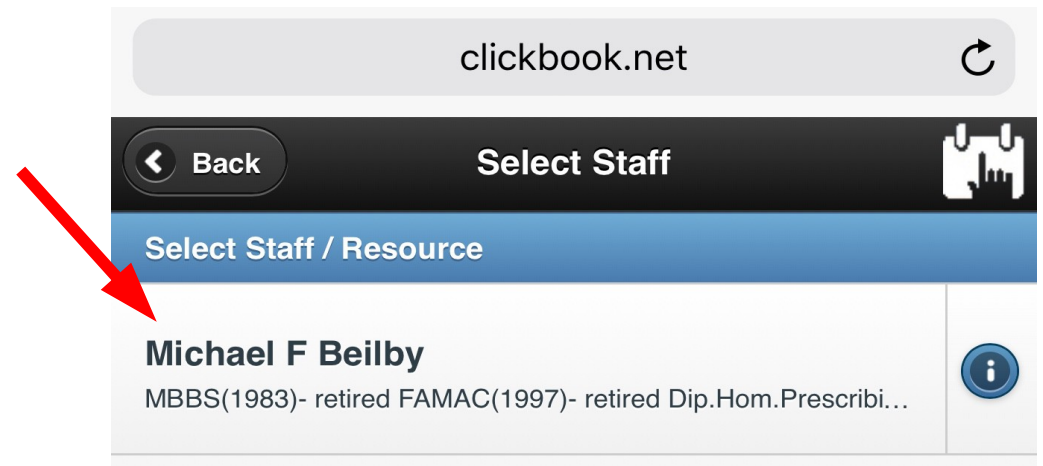 clickbook.net
Back
Select Staff
Select Staff / Resource
Michael F Beilby
MBBS(1983)- retired FAMAC(1997)- retired Dip.Hom.Prescribi...